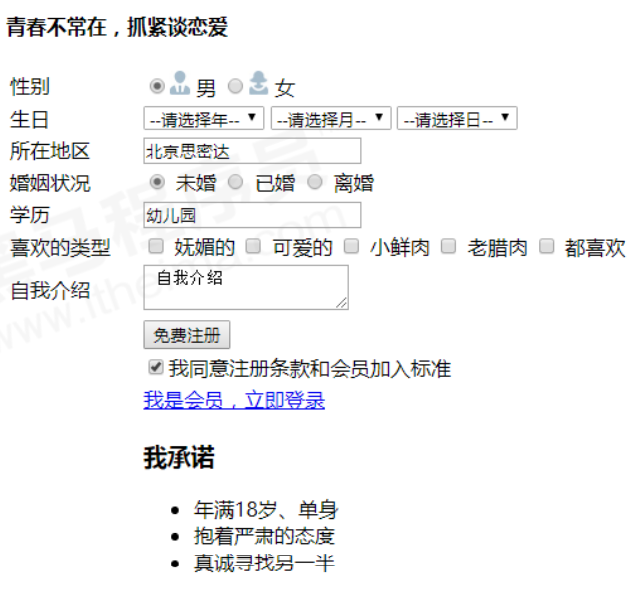 青春不常在，抓紧谈恋爱
性别 男 女
生日 --请选择年-- --请选择月-- --请选择日--
所在地区 北京思密达
婚姻状况 未婚 已婚 离婚
学历 幼儿园
喜欢的类型 妩媚的 可爱的 小鲜肉 老腊肉 都喜欢
自我介绍 自我介绍
免费注册
我同意注册条款和会员加入标准
我是会员，立即登录
我承诺
年满18岁、单身
抱着严肃的态度
真诚寻找另一半